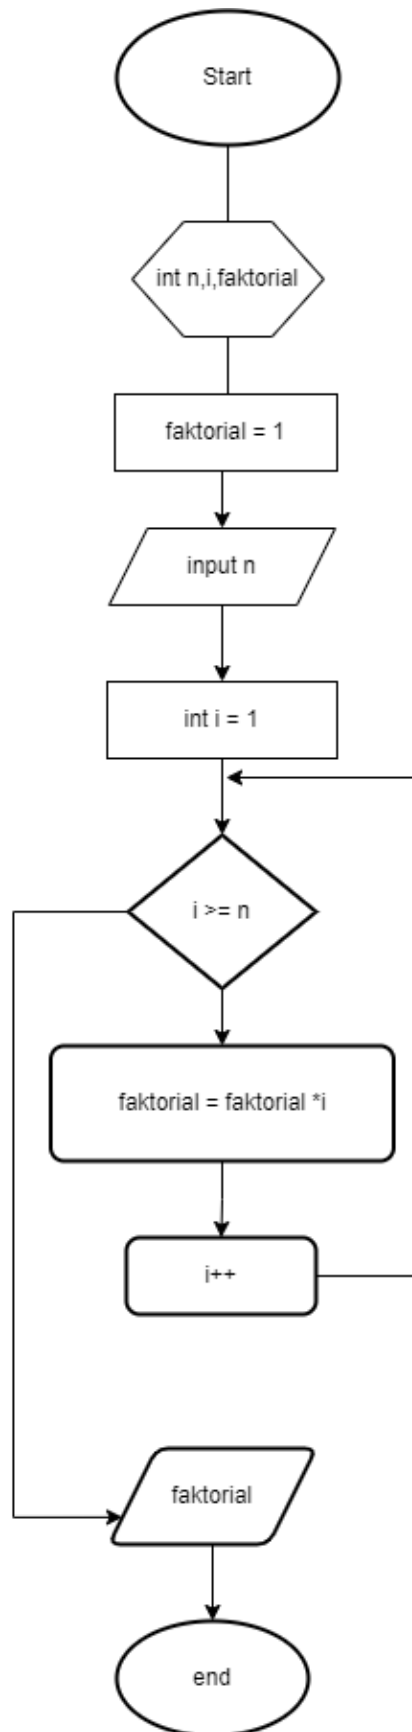 Start
int n,i,faktorial
faktorial = 1
input n
int i = 1
i >= n
faktorial = faktorial *i
i++
faktorial
end